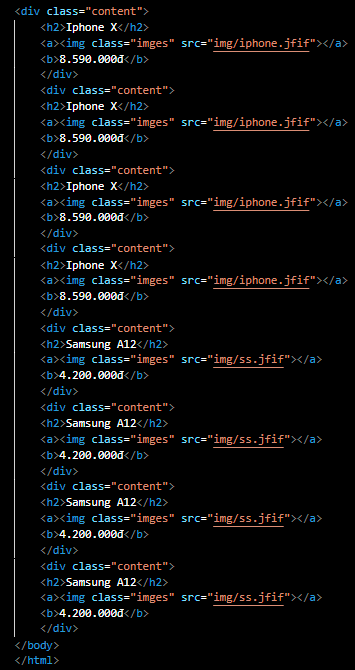 <div class="content">
<h2>Iphone X</h2>
<a><img class="imges" src="img/iphone.jfif"></a>
<b>8.590.000đ</b>
</div>
<div class="content">
<h2>Iphone X</h2>
<a><img class="imges" src="img/iphone.jfif"></a>
<b>8.590.000đ</b>
</div>
<div class="content">
<h2>Iphone X</h2>
<a><img class="imges" src="img/iphone.jfif"></a>
<b>8.590.000đ</b>
</div>
<div class="content">
<h2>Iphone X</h2>
<a><img class="imges" src="img/iphone.jfif"></a>
<b>8.590.000đ</b>
</div>
<div class="content">
<h2>Samsung A12</h2>
<a><img class="imges" src="img/ss.jfif"></a>
<b>4.200.000đ</b>
</div>
<div class="content">
<h2>Samsung A12</h2>
<a><img class="imges" src="img/ss.jfif"></a>
<b>4.200.000đ</b>
</div>
<div class="content">
<h2>Samsung A12</h2>
<a><img class="imges" src="img/ss.jfif"></a>
<b>4.200.000đ</b>
</div>
<div class="content">
<h2>Samsung A12</h2>
<a><img class="imges" src="img/ss.jfif"></a>
<b>4.200.000đ</b>
</div>
</body>
</html>